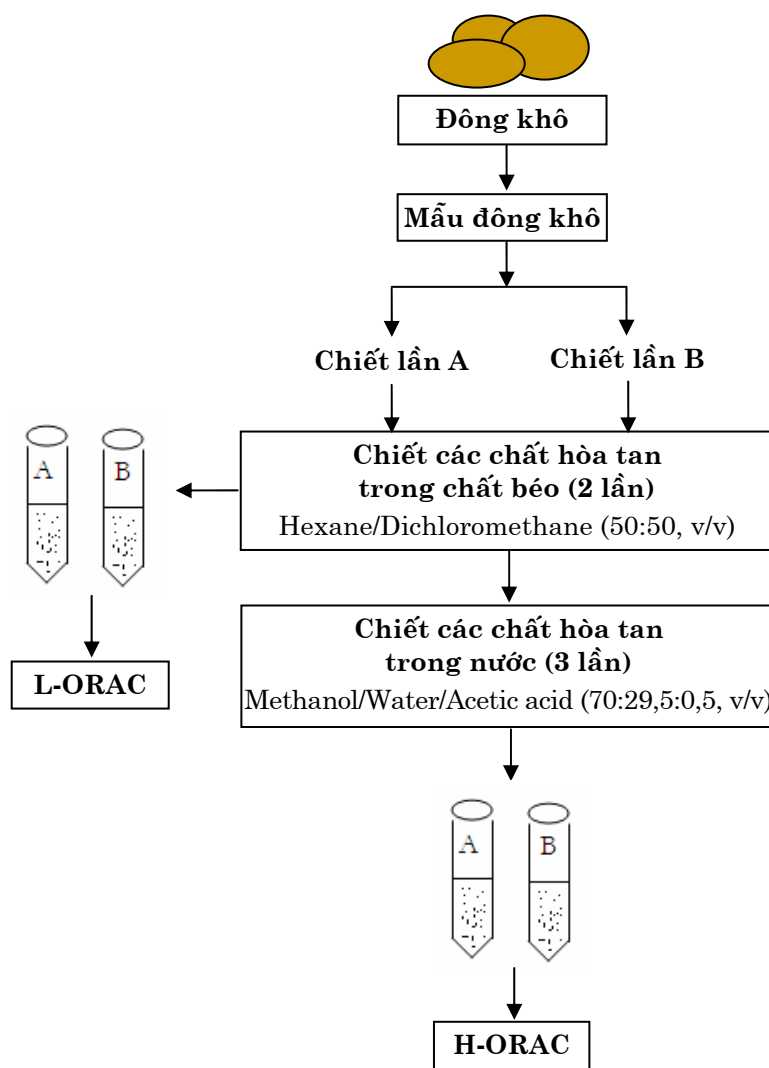 Đông khô
Mẫu đông khô
Chiết lần A
Chiết lần B
A
B
Chiết các chất hòa tan
trong chất béo (2 lần)
Hexane/Dichloromethane (50:50, v/v)
L-ORAC
Chiết các chất hòa tan
trong nước (3 lần)
Methanol/Water/Acetic acid (70:29,5:0,5, v/v)
A
B
H-ORAC